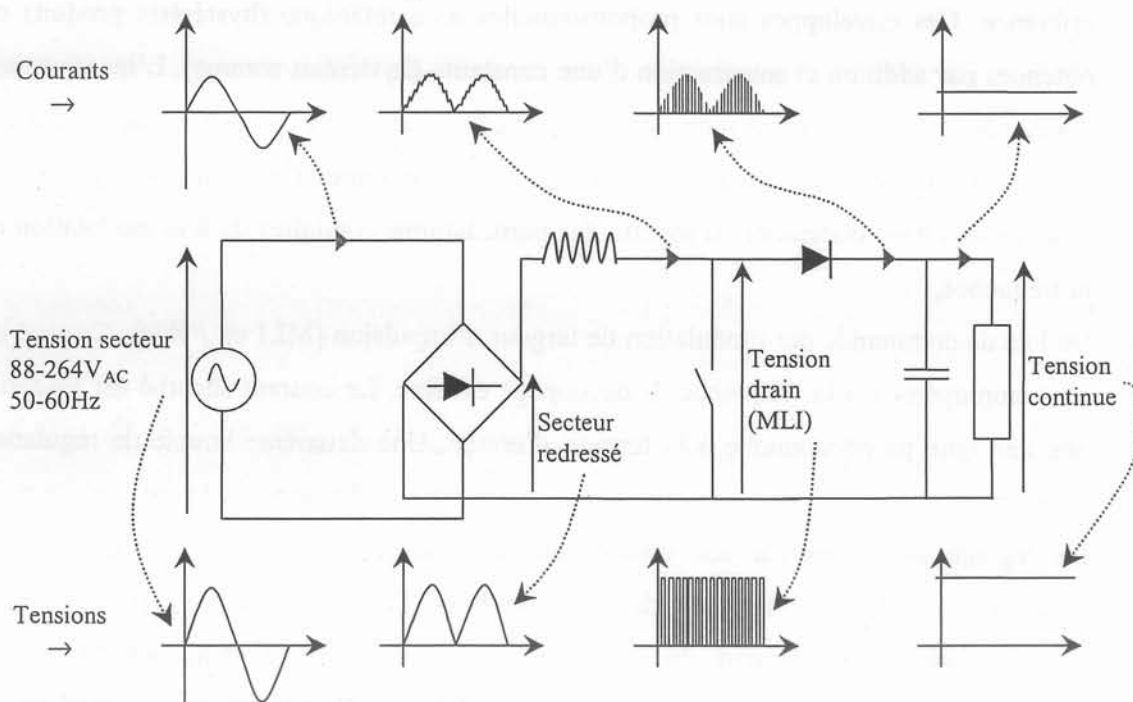 Courants
→
Tension secteur
88-264V_AC
50-60Hz
Secteur
redressé
Tension
drain
(MLI)
Tension
continue
Tensions
→